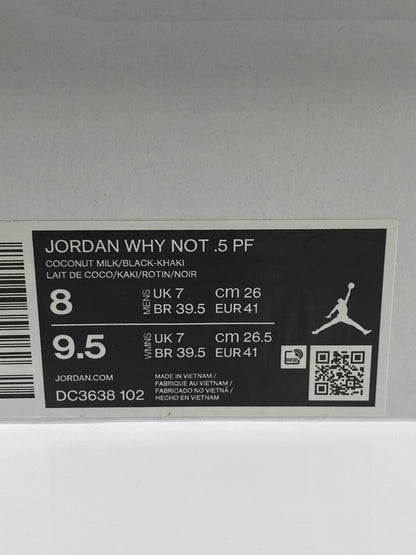 JORDAN WHY NOT .5 PF
COCONUT MILK/BLACK-KHAKI
LAIT DE COCO/KAKI/ROTIN/NOIR
8 MENS UK 7 cm 26
BR 39.5 EUR 41
9.5 WMNS UK 7 cm 26.5
BR 39.5 EUR 41
RFID
JORDAN.COM
DC3638 102
MADE IN VIETNAM /
FABRIQUE AU VIETNAM /
FABRICADO NO VIETNÃ /
HECHO EN VIETNAM